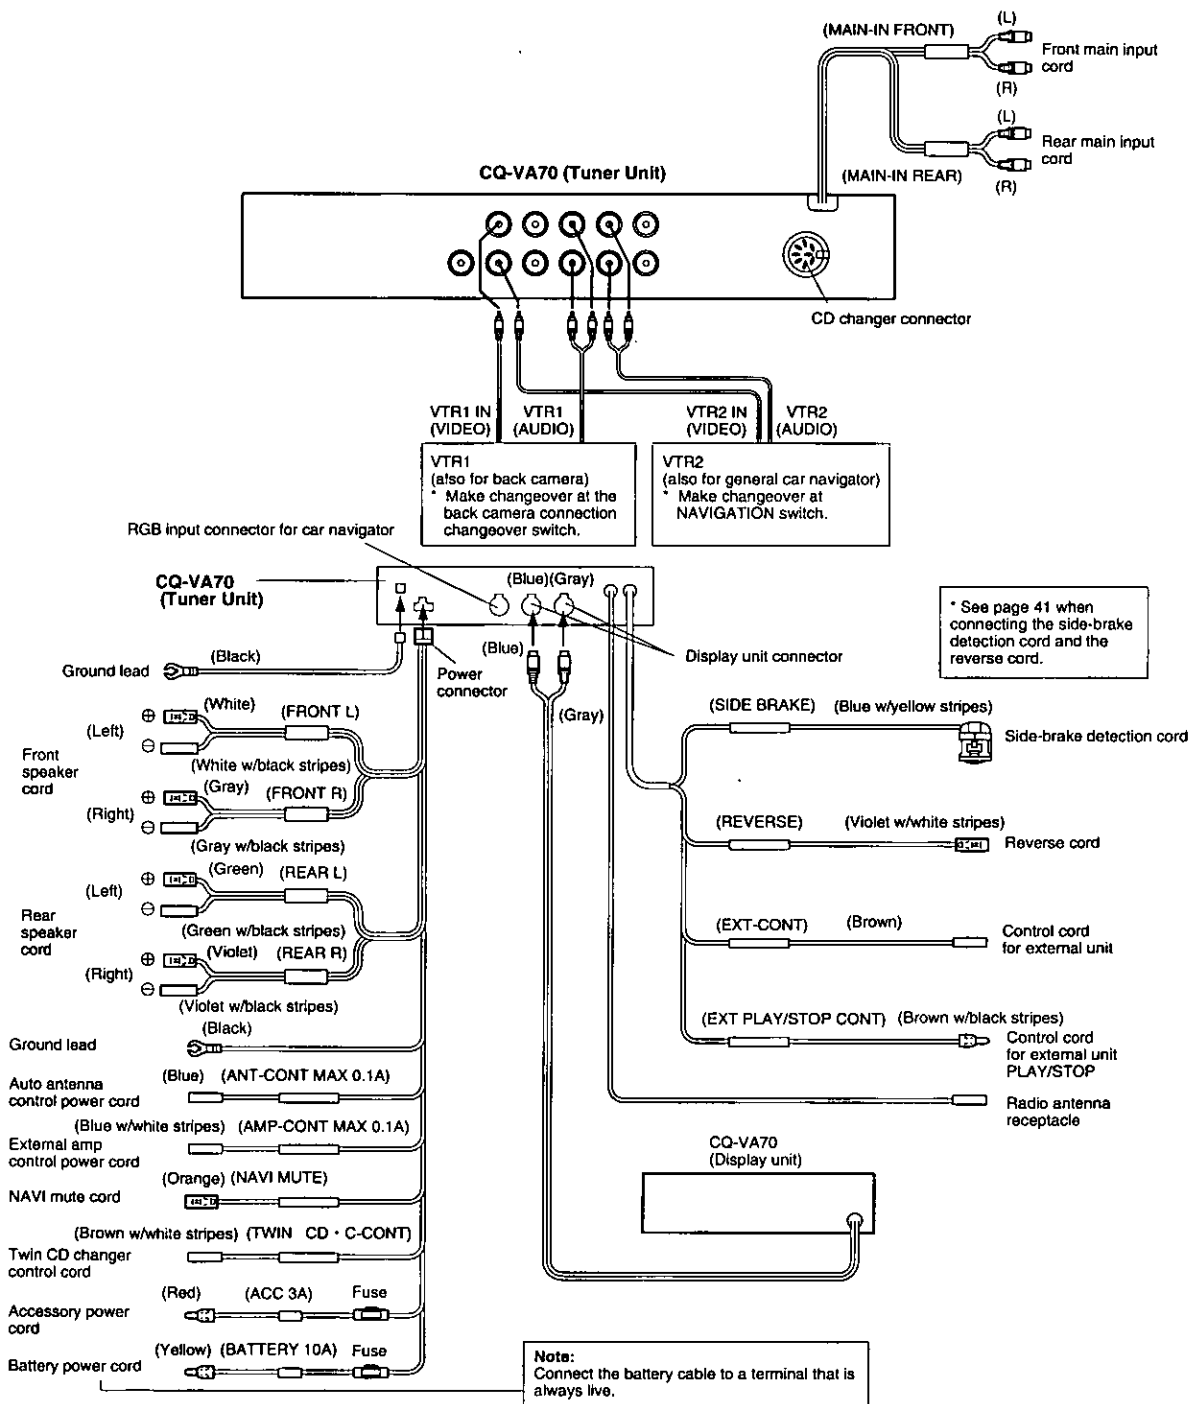 (MAIN-IN FRONT)
(L)
Front main input
cord
(R)
(L)
Rear main input
cord
(MAIN-IN REAR)
(R)
CQ-VA70 (Tuner Unit)
CD changer connector
VTR1 IN
(VIDEO)
VTR1
(AUDIO)
VTR2 IN
(VIDEO)
VTR2
(AUDIO)
VTR1
(also for back camera)
* Make changeover at the
back camera connection
changeover switch.
VTR2
(also for general car navigator)
* Make changeover at
NAVIGATION switch.
RGB input connector for car navigator
CQ-VA70
(Tuner Unit)
(Blue)(Gray)
* See page 41 when
connecting the side-brake
detection cord and the
reverse cord.
(Blue)
Display unit connector
Power
connector
(Gray)
Ground lead
(Black)
(White)
(FRONT L)
⊕
(Left)
⊖
(White w/black stripes)
Front
speaker
cord
(Gray)
(FRONT R)
⊕
(Right)
⊖
(Gray w/black stripes)
(Green)
(REAR L)
⊕
(Left)
⊖
(Green w/black stripes)
Rear
speaker
cord
(Violet)
(REAR R)
⊕
(Right)
⊖
(Violet w/black stripes)
(Black)
Ground lead
(Blue) (ANT-CONT MAX 0.1A)
Auto antenna
control power cord
(Blue w/white stripes) (AMP-CONT MAX 0.1A)
External amp
control power cord
(Orange) (NAVI MUTE)
NAVI mute cord
(Brown w/white stripes) (TWIN CD • C-CONT)
Twin CD changer
control cord
(Red) (ACC 3A) Fuse
Accessory power
cord
(Yellow) (BATTERY 10A) Fuse
Battery power cord
(SIDE BRAKE) (Blue w/yellow stripes)
Side-brake detection cord
(REVERSE) (Violet w/white stripes)
Reverse cord
(EXT-CONT) (Brown)
Control cord
for external unit
(EXT PLAY/STOP CONT) (Brown w/black stripes)
Control cord
for external unit
PLAY/STOP
Radio antenna
receptacle
CQ-VA70
(Display unit)
Note:
Connect the battery cable to a terminal that is
always live.